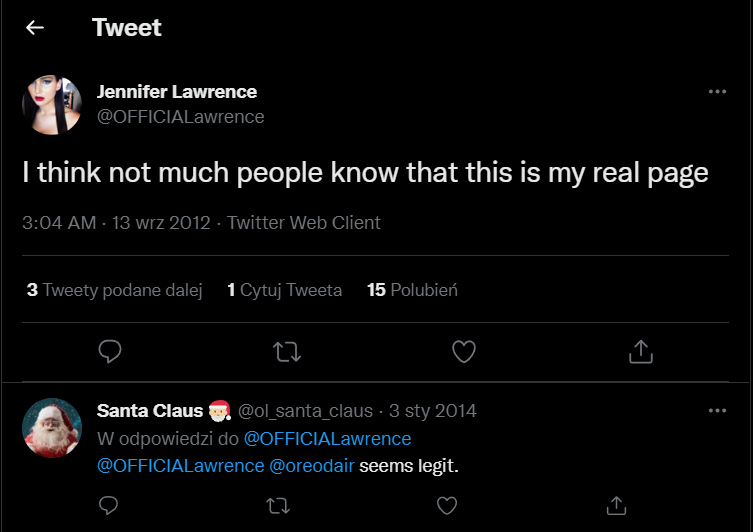 Tweet
Jennifer Lawrence
@OFFICIALawrence
I think not much people know that this is my real page
3:04 AM · 13 wrz 2012 · Twitter Web Client
3 Tweety podane dalej 1 Cytuj Tweeta 15 Polubień
Santa Claus 🎅 @ol_santa_claus · 3 sty 2014
W odpowiedzi do @OFFICIALawrence
@OFFICIALawrence @oreodair seems legit.